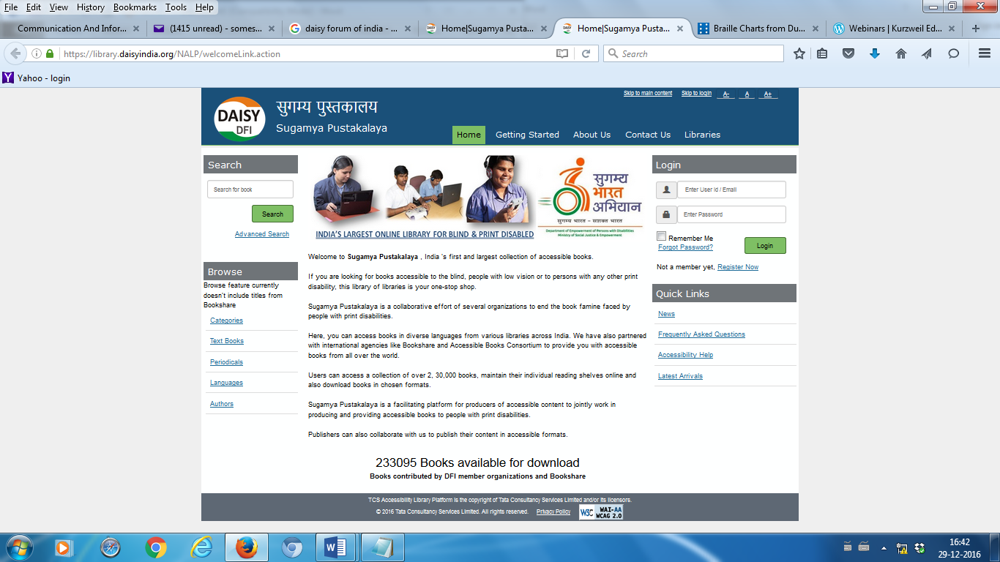 File Edit View History Bookmarks Tools Help
Communication And Infor...
(1415 unread) - somes...
daisy forum of india - ...
Home|Sugamya Pusta...
Home|Sugamya Pusta...
Braille Charts from Du...
Webinars | Kurzweil Ed...
https://library.daisyindia.org/NALP/welcomeLink.action
Search
Yahoo - login
Skip to main content Skip to login A- A A+
DAISY
DFI
सुगम्य पुस्तकालय
Sugamya Pustakalaya
Home Getting Started About Us Contact Us Libraries
Search
Search for book
Search
Advanced Search
Browse
Browse feature currently
doesn't include titles from
Bookshare
Categories
Text Books
Periodicals
Languages
Authors
INDIA'S LARGEST ONLINE LIBRARY FOR BLIND & PRINT DISABLED
सुगम्य
भारत
अभियान
सुगम्य भारत - सशक्त भारत
Department of Empowerment of Persons with Disabilities
Ministry of Social Justice & Empowerment
Welcome to Sugamya Pustakalaya , India 's first and largest collection of accessible books.
If you are looking for books accessible to the blind, people with low vision or to persons with any other print
disability, this library of libraries is your one-stop shop.
Sugamya Pustakalaya is a collaborative effort of several organizations to end the book famine faced by
people with print disabilities.
Here, you can access books in diverse languages from various libraries across India. We have also partnered
with international agencies like Bookshare and Accessible Books Consortium to provide you with accessible
books from all over the world.
Users can access a collection of over 2, 30,000 books, maintain their individual reading shelves online and
also download books in chosen formats.
Sugamya Pustakalaya is a facilitating platform for producers of accessible content to jointly work in
producing and providing accessible books to people with print disabilities.
Publishers can also collaborate with us to publish their content in accessible formats.
233095 Books available for download
Books contributed by DFI member organizations and Bookshare
Login
Enter User Id / Email
Enter Password
Remember Me
Forgot Password?
Login
Not a member yet, Register Now
Quick Links
News
Frequently Asked Questions
Accessibility Help
Latest Arrivals
TCS Accessibility Library Platform is the copyright of Tata Consultancy Services Limited and/or its licensors.
© 2016 Tata Consultancy Services Limited. All rights reserved. Privacy Policy
W3C WAI-AA
WCAG 2.0
16:42
29-12-2016